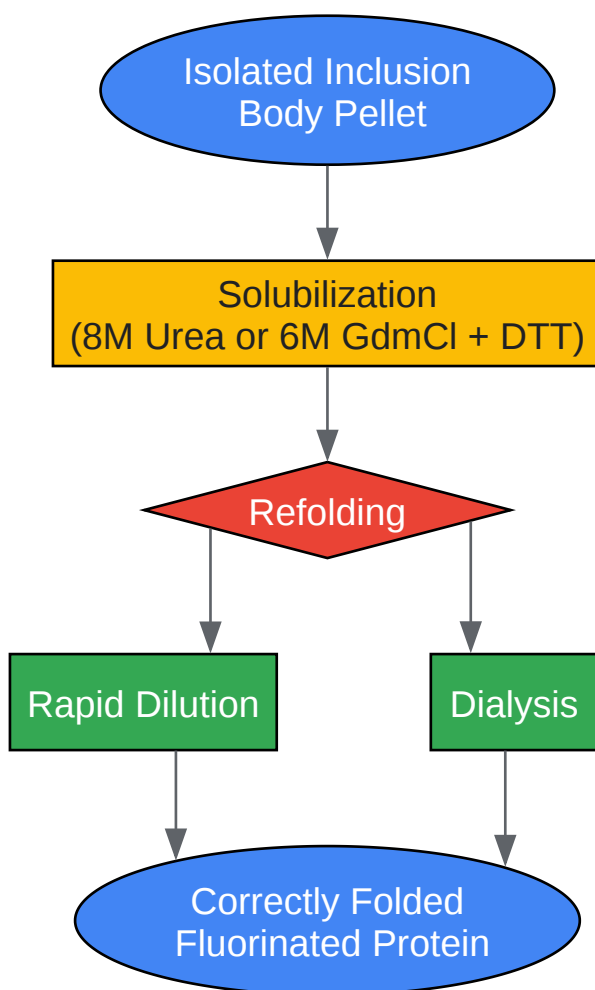 Isolated Inclusion
Body Pellet
Solubilization
(8M Urea or 6M GdmCl + DTT)
Refolding
Rapid Dilution
Dialysis
Correctly Folded
Fluorinated Protein